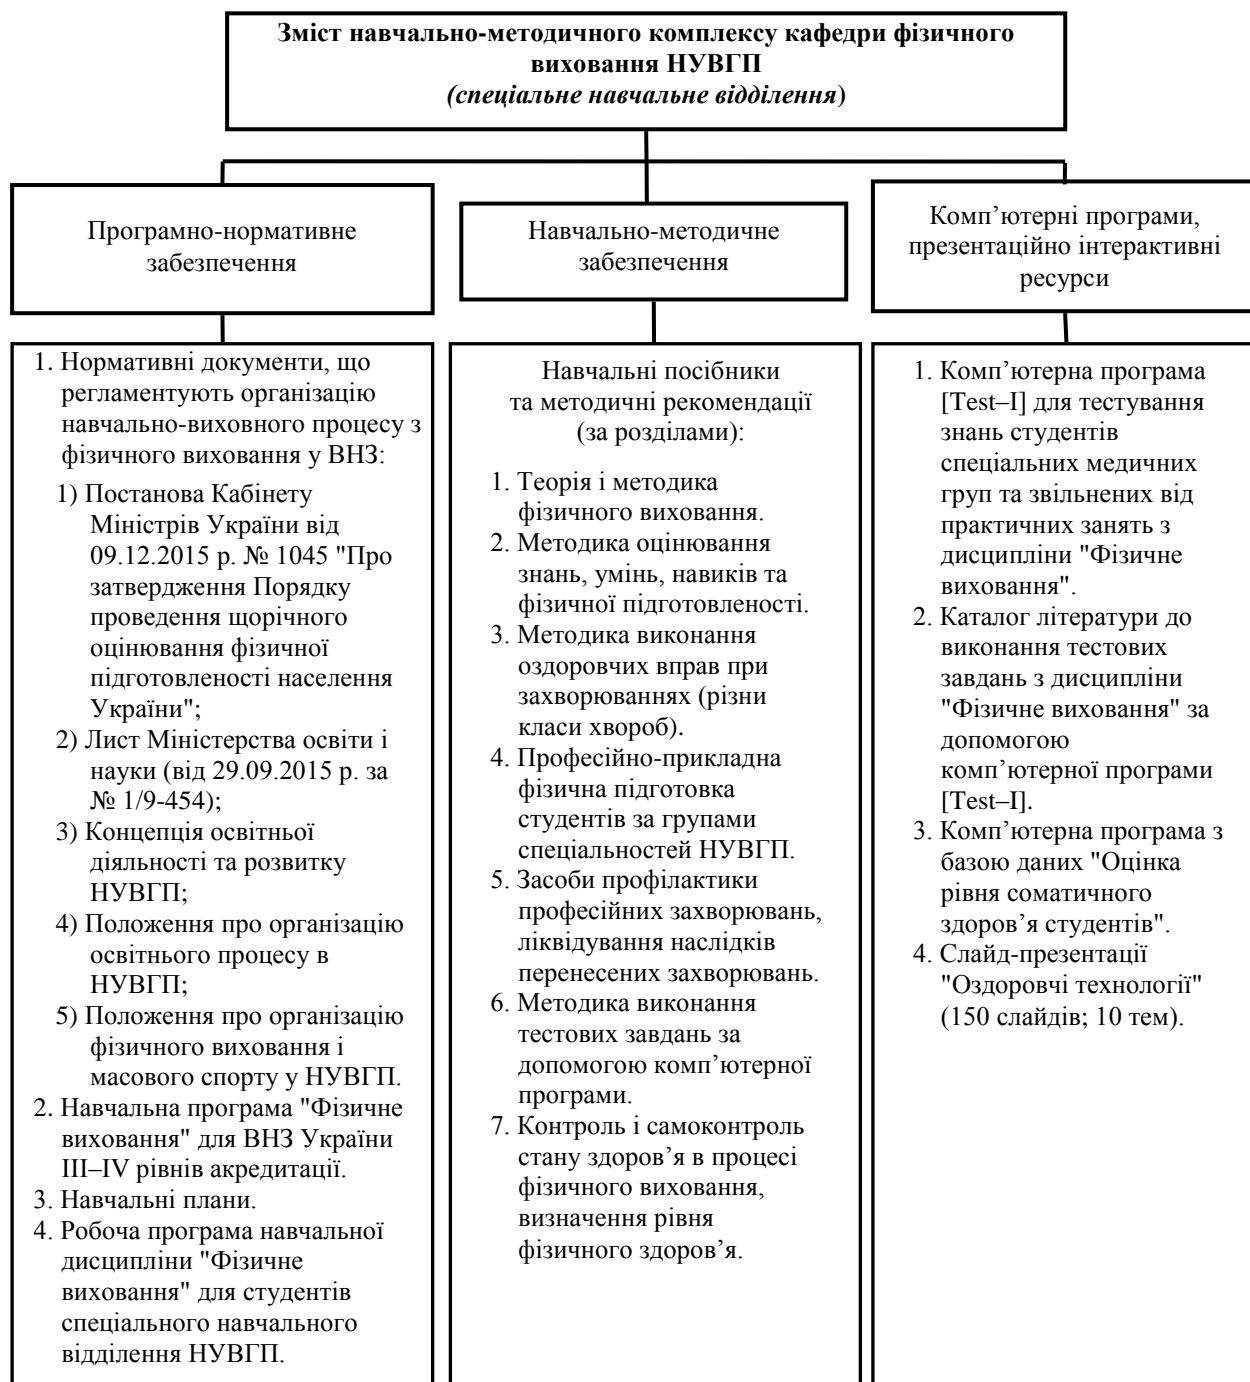 Зміст навчально-методичного комплексу кафедри фізичного
виховання НУВГП
(спеціальне навчальне відділення)
Програмно-нормативне
забезпечення
Навчально-методичне
забезпечення
Комп’ютерні програми,
презентаційно інтерактивні
ресурси
1. Нормативні документи, що
регламентують організацію
навчально-виховного процесу з
фізичного виховання у ВНЗ:
1) Постанова Кабінету
Міністрів України від
09.12.2015 р. № 1045 "Про
затвердження Порядку
проведення щорічного
оцінювання фізичної
підготовленості населення
України";
2) Лист Міністерства освіти і
науки (від 29.09.2015 р. за
№ 1/9-454);
3) Концепція освітньої
діяльності та розвитку
НУВГП;
4) Положення про організацію
освітнього процесу в
НУВГП;
5) Положення про організацію
фізичного виховання і
масового спорту у НУВГП.
2. Навчальна програма "Фізичне
виховання" для ВНЗ України
III–IV рівнів акредитації.
3. Навчальні плани.
4. Робоча програма навчальної
дисципліни "Фізичне
виховання" для студентів
спеціального навчального
відділення НУВГП.
Навчальні посібники
та методичні рекомендації
(за розділами):
1. Теорія і методика
фізичного виховання.
2. Методика оцінювання
знань, умінь, навиків та
фізичної підготовленості.
3. Методика виконання
оздоровчих вправ при
захворюваннях (різни
класи хвороб).
4. Професійно-прикладна
фізична підготовка
студентів за групами
спеціальностей НУВГП.
5. Засоби профілактики
професійних захворювань,
ліквідування наслідків
перенесених захворювань.
6. Методика виконання
тестових завдань за
допомогою комп’ютерної
програми.
7. Контроль і самоконтроль
стану здоров’я в процесі
фізичного виховання,
визначення рівня
фізичного здоров’я.
1. Комп’ютерна програма
[Test–I] для тестування
знань студентів
спеціальних медичних
груп та звільнених від
практичних занять з
дисципліни "Фізичне
виховання".
2. Каталог літератури до
виконання тестових
завдань з дисципліни
"Фізичне виховання" за
допомогою
комп’ютерної програми
[Test–I].
3. Комп’ютерна програма з
базою даних "Оцінка
рівня соматичного
здоров’я студентів".
4. Слайд-презентації
"Оздоровчі технології"
(150 слайдів; 10 тем).